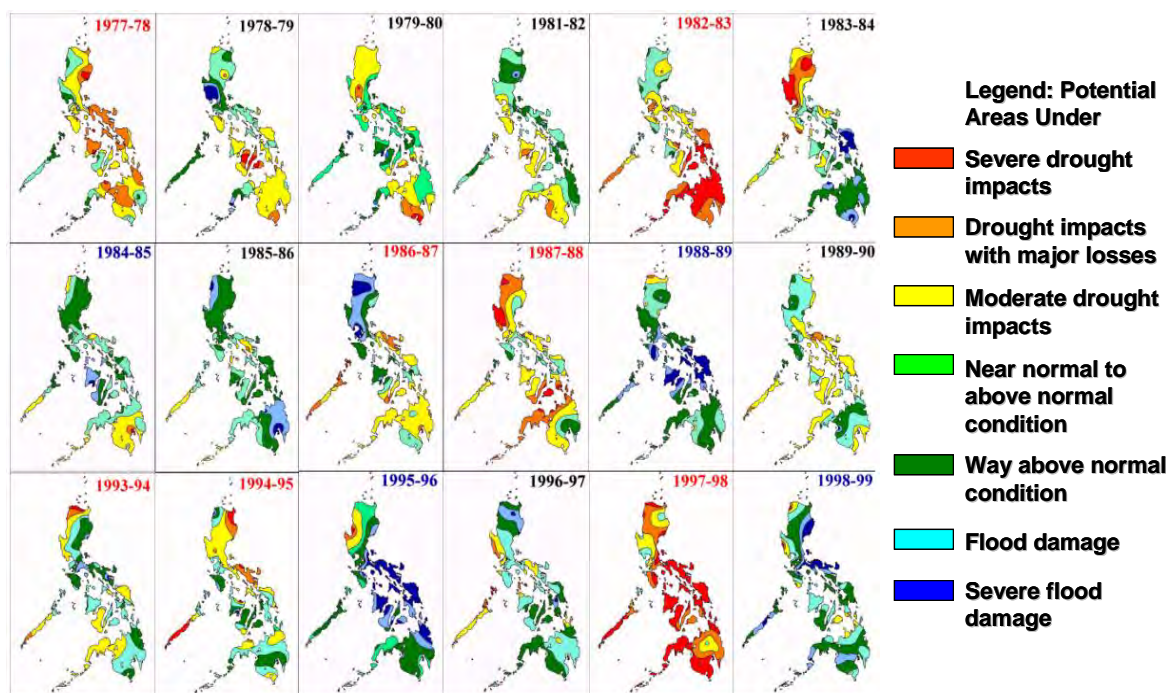 1977-78
1978-79
1979-80
1981-82
1982-83
1983-84
1984-85
1985-86
1986-87
1987-88
1988-89
1989-90
1993-94
1994-95
1995-96
1996-97
1997-98
1998-99
Legend: Potential
Areas Under
Severe drought
impacts
Drought impacts
with major losses
Moderate drought
impacts
Near normal to
above normal
condition
Way above normal
condition
Flood damage
Severe flood
damage